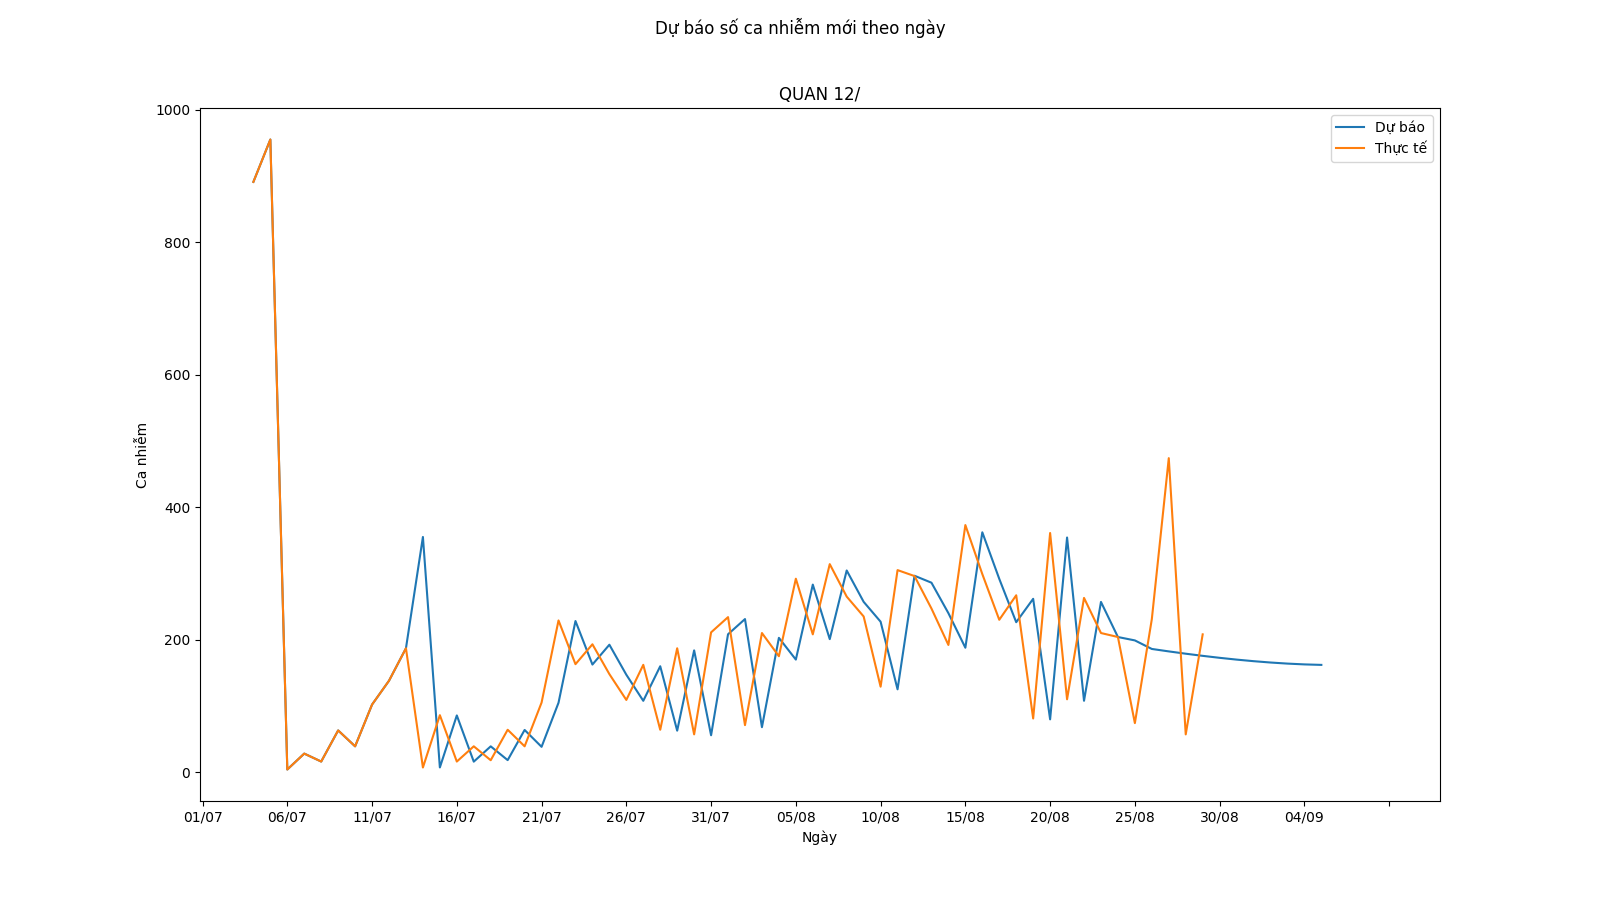 Dự báo số ca nhiễm mới theo ngày
QUAN 12/
Dự báo
Thực tế
Ca nhiễm
1000
800
600
400
200
0
01/07 06/07 11/07 16/07 21/07 26/07 31/07 05/08 10/08 15/08 20/08 25/08 30/08 04/09
Ngày